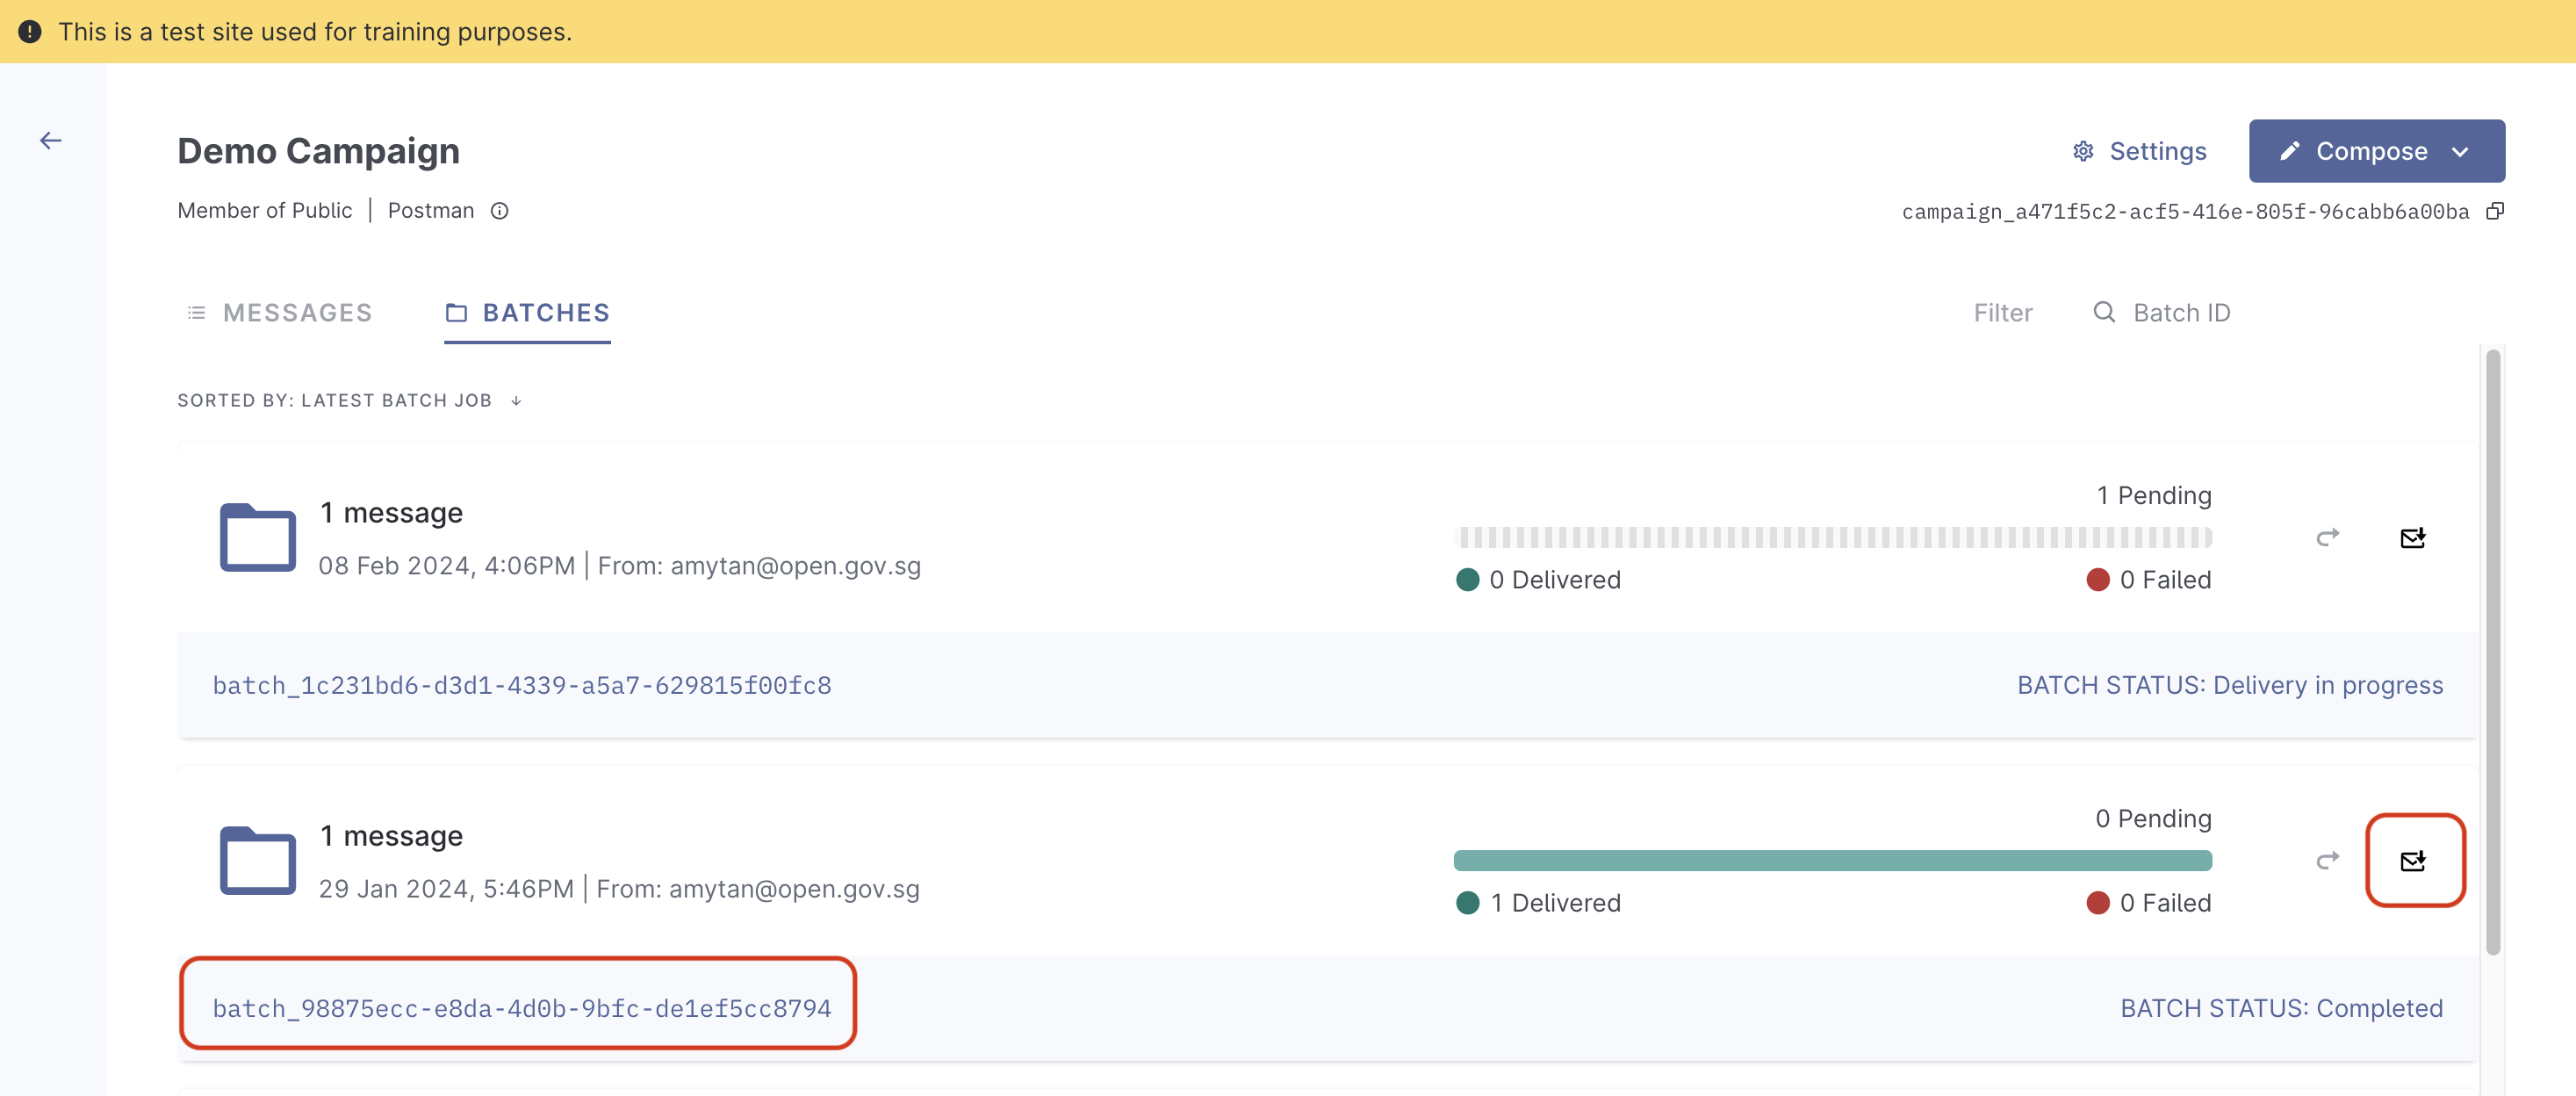 This is a test site used for training purposes.
Demo Campaign
Settings
Compose
Member of Public | Postman
campaign_a471f5c2-acf5-416e-805f-96cabb6a00ba
MESSAGES
BATCHES
Filter
Batch ID
SORTED BY: LATEST BATCH JOB
1 message
08 Feb 2024, 4:06PM | From: amytan@open.gov.sg
1 Pending
0 Delivered
0 Failed
batch_1c231bd6-d3d1-4339-a5a7-629815f00fc8
BATCH STATUS: Delivery in progress
1 message
29 Jan 2024, 5:46PM | From: amytan@open.gov.sg
0 Pending
1 Delivered
0 Failed
batch_98875ecc-e8da-4d0b-9bfc-de1ef5cc8794
BATCH STATUS: Completed